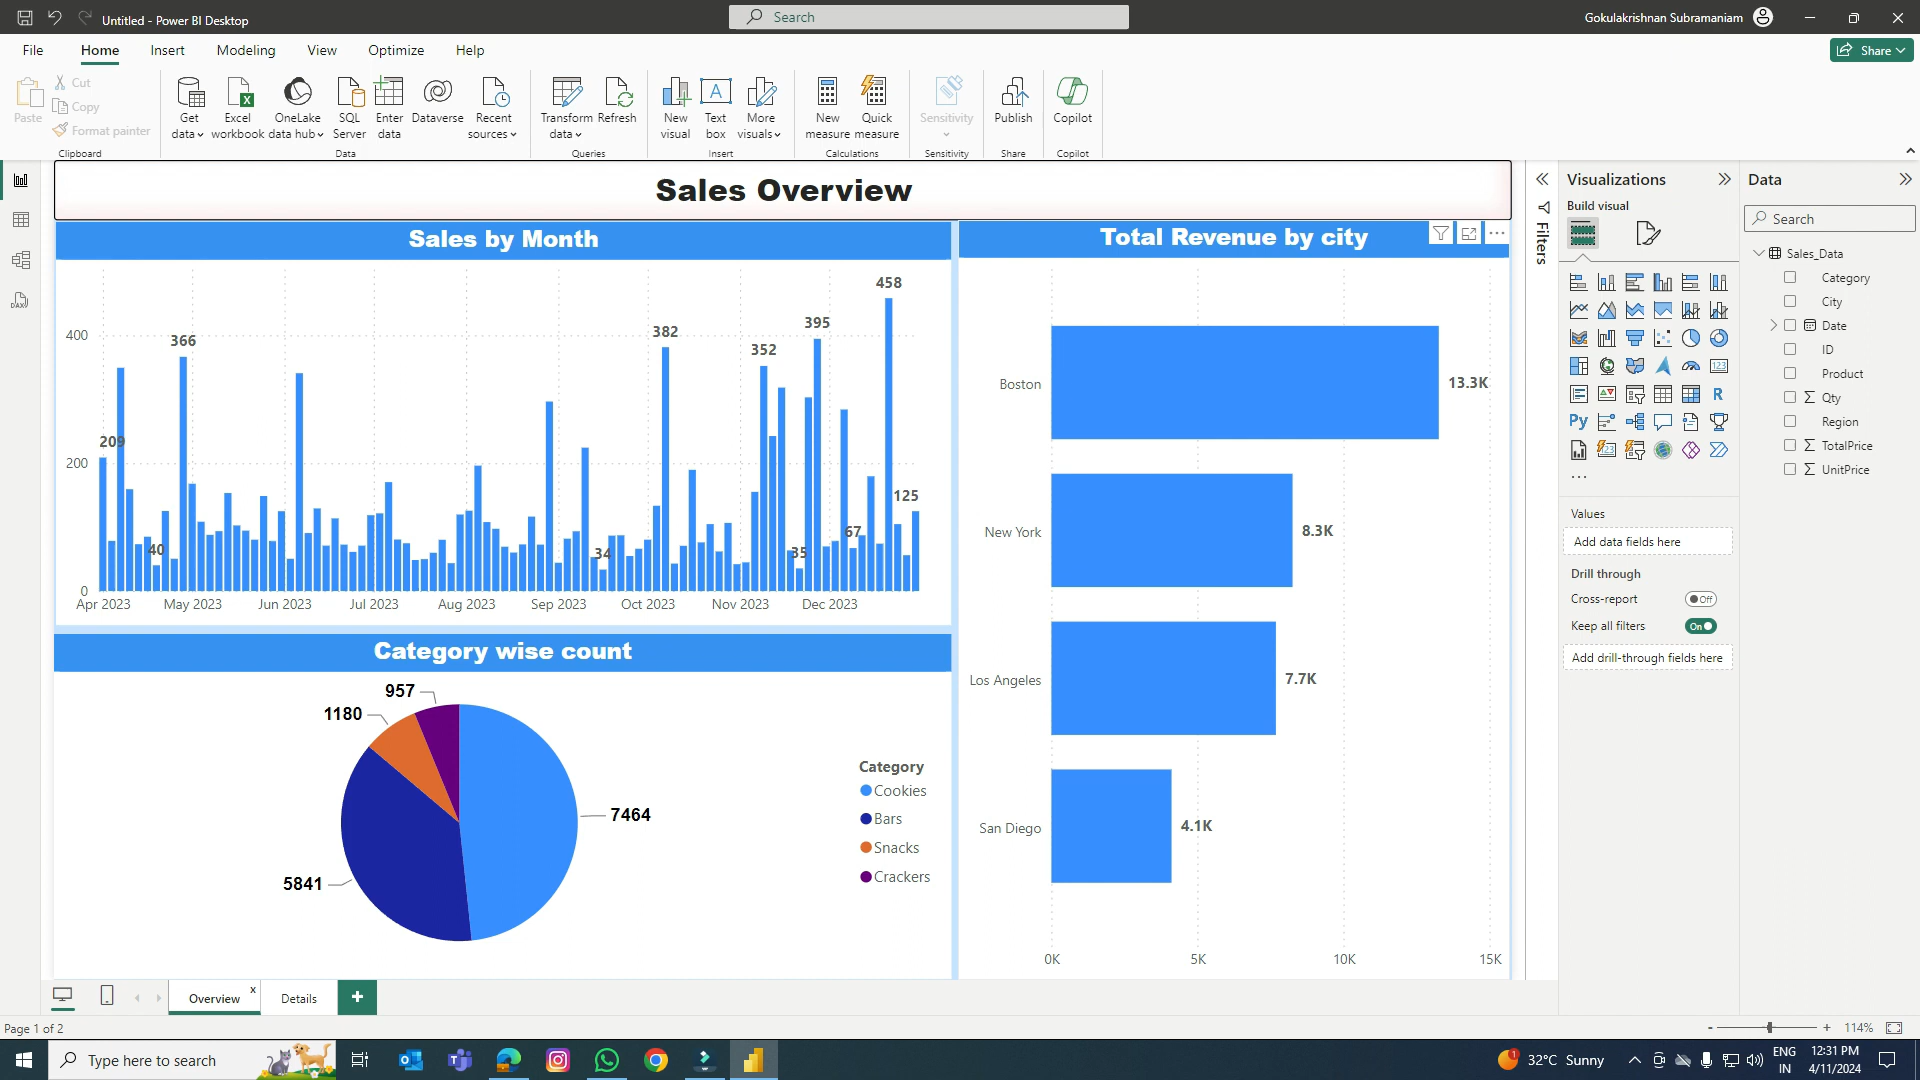 Untitled - Power BI Desktop
Search
Gokulakrishnan Subramaniam
File Home Insert Modeling View Optimize Help
Share
Paste
Cut
Copy
Format painter
Clipboard
Get data
Excel workbook
OneLake data hub
SQL Server
Enter data
Dataverse
Recent sources
Data
Transform data
Refresh
Queries
New visual
Text box
More visuals
Insert
New measure
Quick measure
Calculations
Sensitivity
Sensitivity
Publish
Share
Copilot
Copilot
Sales Overview
Sales by Month
400
200
0
209
40
366
34
382
352
35
395
67
458
125
Apr 2023 May 2023 Jun 2023 Jul 2023 Aug 2023 Sep 2023 Oct 2023 Nov 2023 Dec 2023
Category wise count
957
1180
7464
5841
Category
Cookies
Bars
Snacks
Crackers
Total Revenue by city
Boston 13.3K
New York 8.3K
Los Angeles 7.7K
San Diego 4.1K
0K 5K 10K 15K
Filters
Visualizations
Build visual
123
R
Py
123
Values
Add data fields here
Drill through
Cross-report Off
Keep all filters On
Add drill-through fields here
Data
Search
Sales_Data
Category
City
Date
ID
Product
Qty
Region
TotalPrice
UnitPrice
DAX
Overview x
Details
+
Page 1 of 2
- + 114%
Type here to search
1
32°C Sunny
ENG
IN
12:31 PM
4/11/2024